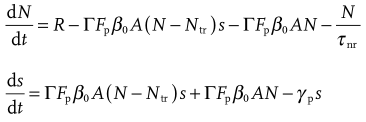 dN/dt = R − ΓF_pβ_0A(N − N_tr)s − ΓF_pβ_0AN − N/τ_nr
ds/dt = ΓF_pβ_0A(N − N_tr)s + ΓF_pβ_0AN − γ_ps